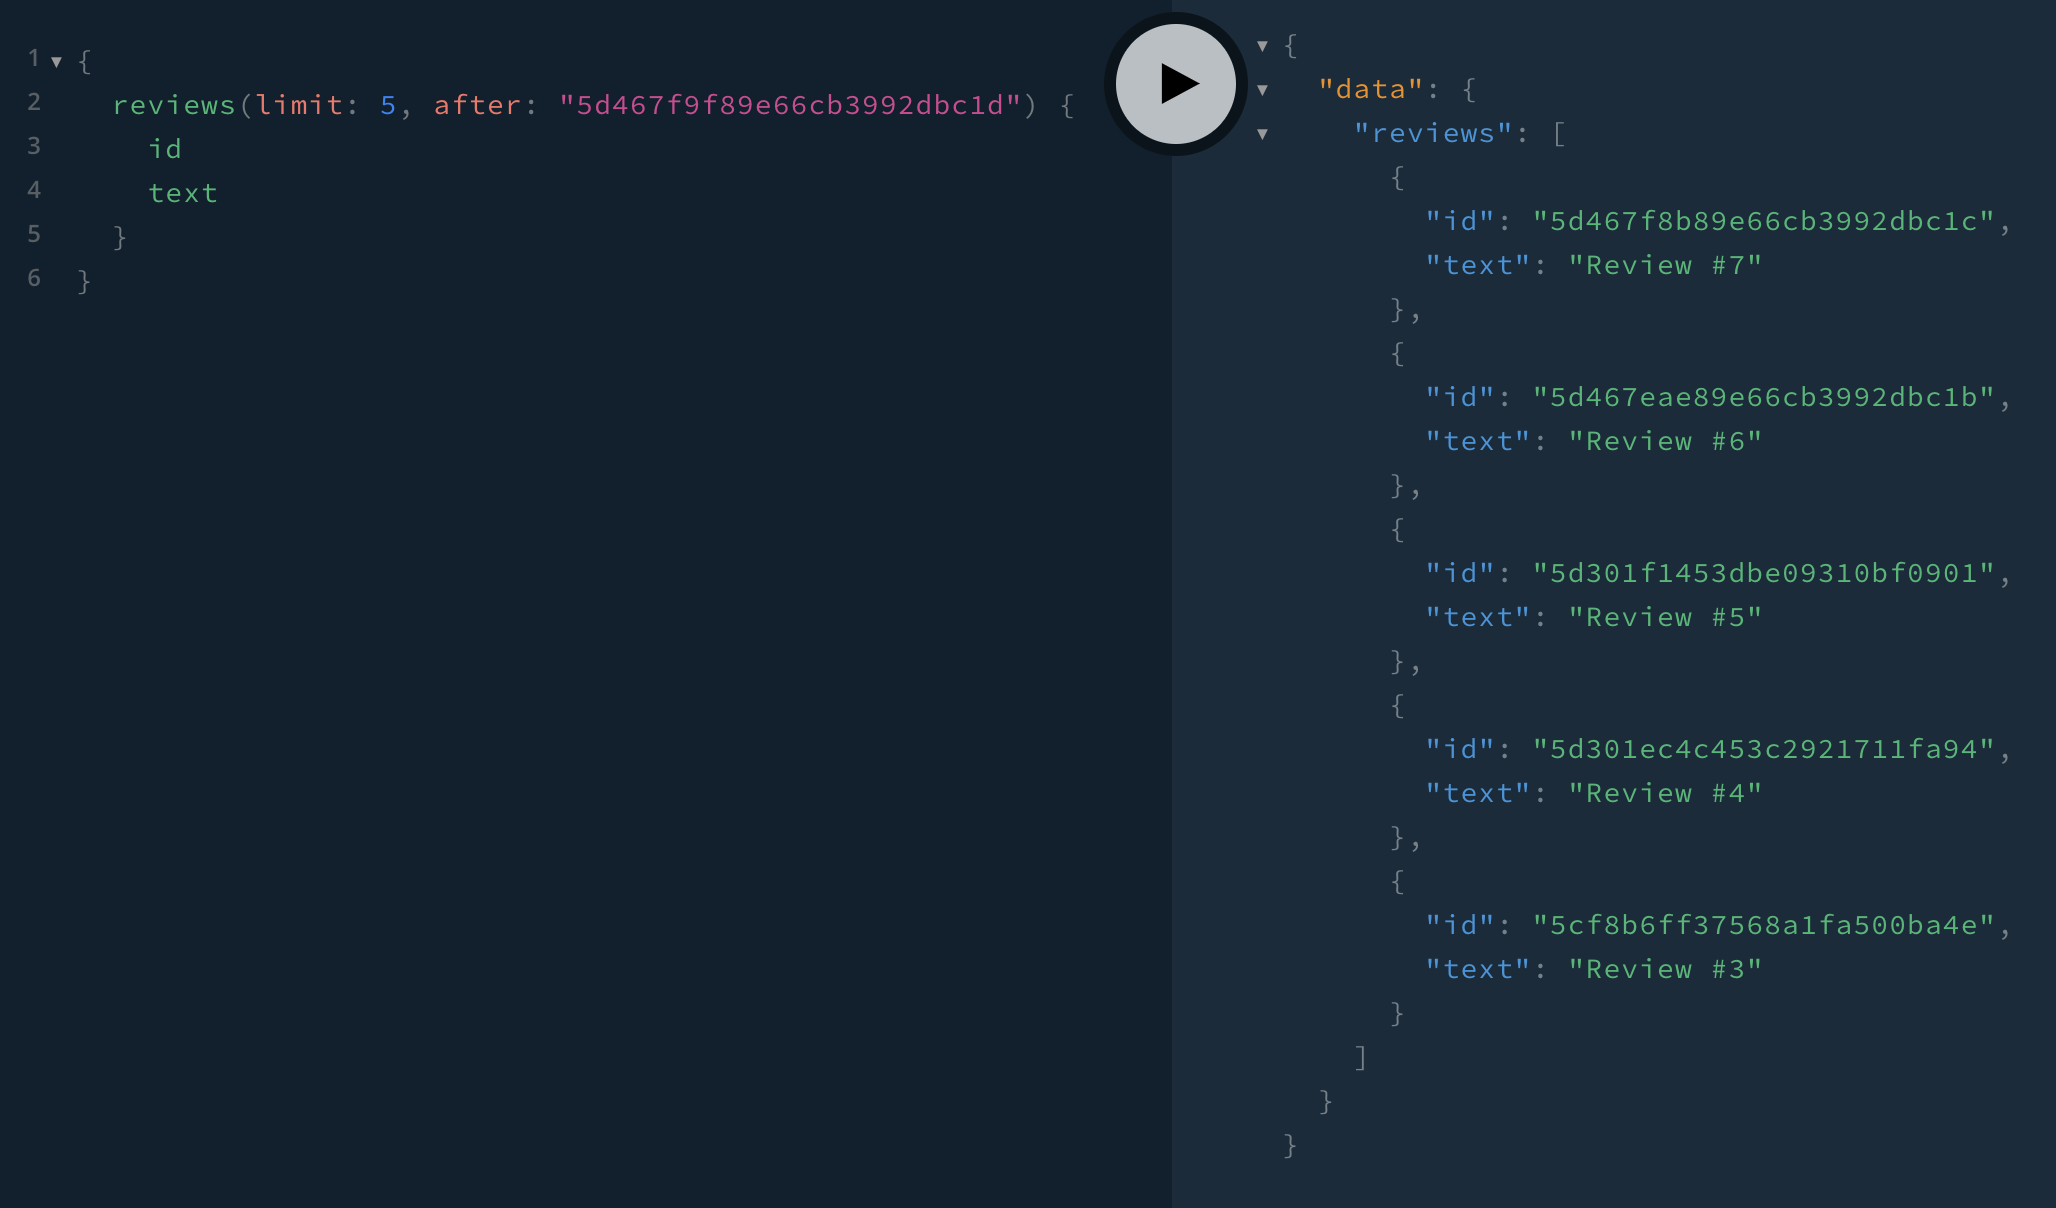 1 {
2 reviews(limit: 5, after: "5d467f9f89e66cb3992dbc1d") {
3 id
4 text
5 }
6 }
{
"data": {
"reviews": [
{
"id": "5d467f8b89e66cb3992dbc1c",
"text": "Review #7"
},
{
"id": "5d467eae89e66cb3992dbc1b",
"text": "Review #6"
},
{
"id": "5d301f1453dbe09310bf0901",
"text": "Review #5"
},
{
"id": "5d301ec4c453c2921711fa94",
"text": "Review #4"
},
{
"id": "5cf8b6ff37568a1fa500ba4e",
"text": "Review #3"
}
]
}
}